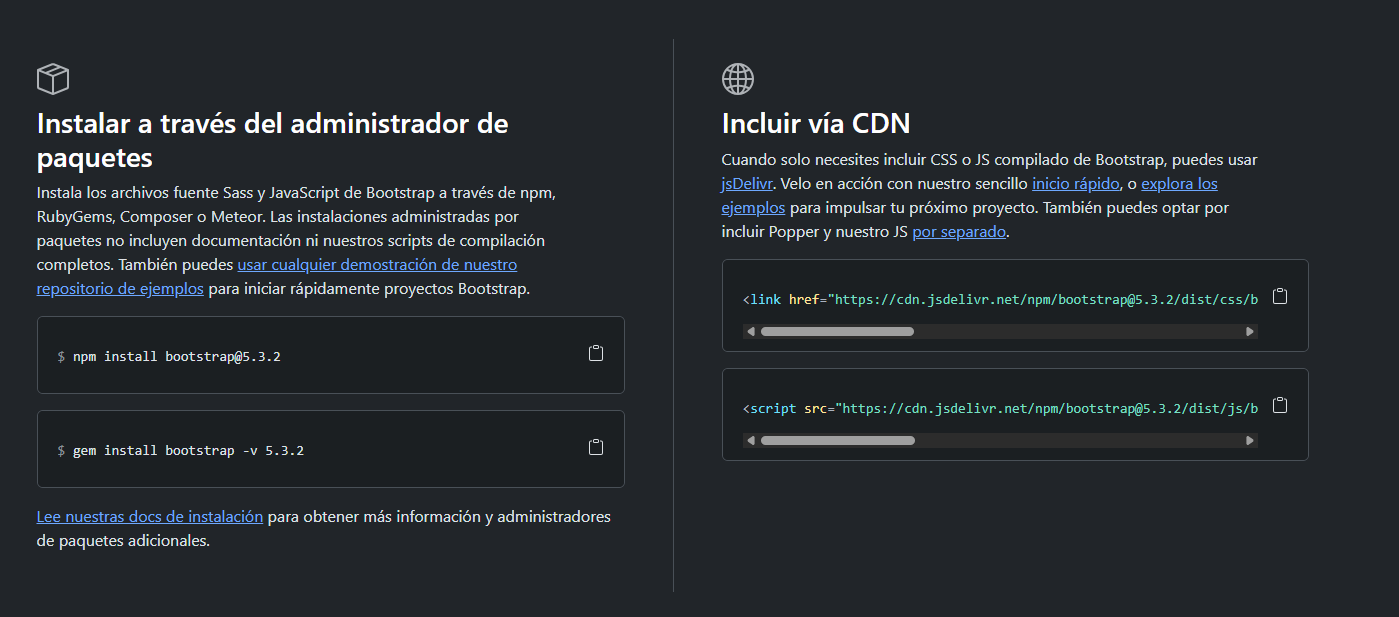 Instalar a través del administrador de
paquetes
Instala los archivos fuente Sass y JavaScript de Bootstrap a través de npm,
RubyGems, Composer o Meteor. Las instalaciones administradas por
paquetes no incluyen documentación ni nuestros scripts de compilación
completos. También puedes usar cualquier demostración de nuestro
repositorio de ejemplos para iniciar rápidamente proyectos Bootstrap.
$ npm install bootstrap@5.3.2
$ gem install bootstrap -v 5.3.2
Lee nuestras docs de instalación para obtener más información y administradores
de paquetes adicionales.
Incluir vía CDN
Cuando solo necesites incluir CSS o JS compilado de Bootstrap, puedes usar
jsDelivr. Velo en acción con nuestro sencillo inicio rápido, o explora los
ejemplos para impulsar tu próximo proyecto. También puedes optar por
incluir Popper y nuestro JS por separado.
<link href="https://cdn.jsdelivr.net/npm/bootstrap@5.3.2/dist/css/b
<script src="https://cdn.jsdelivr.net/npm/bootstrap@5.3.2/dist/js/b